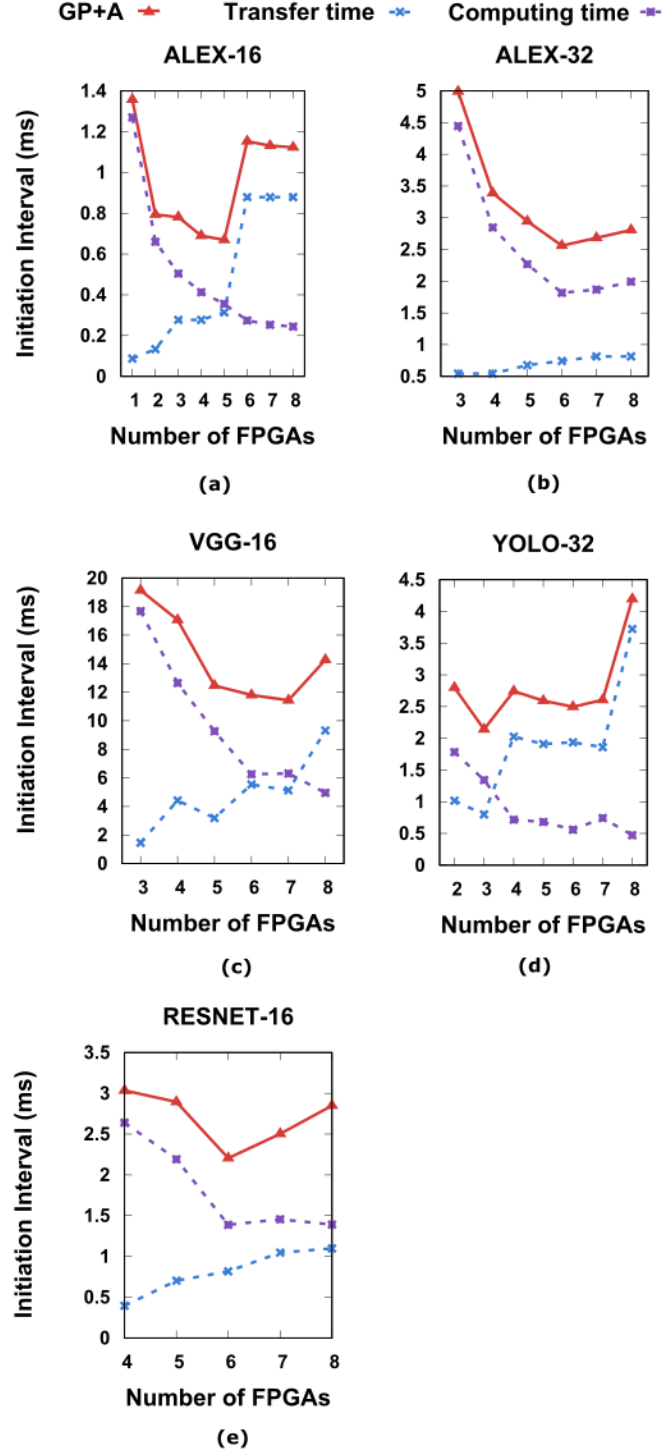 GP+A Transfer time Computing time
ALEX-16 ALEX-32
Initiation Interval (ms)
1.4
1.2
1
0.8
0.6
0.4
0.2
0
1 2 3 4 5 6 7 8
Number of FPGAs
(a)
5
4.5
4
3.5
3
2.5
2
1.5
1
0.5
3 4 5 6 7 8
Number of FPGAs
(b)
VGG-16 YOLO-32
Initiation Interval (ms)
20
18
16
14
12
10
8
6
4
2
0
3 4 5 6 7 8
Number of FPGAs
(c)
4.5
4
3.5
3
2.5
2
1.5
1
0.5
0
2 3 4 5 6 7 8
Number of FPGAs
(d)
RESNET-16
Initiation Interval (ms)
3.5
3
2.5
2
1.5
1
0.5
0
4 5 6 7 8
Number of FPGAs
(e)